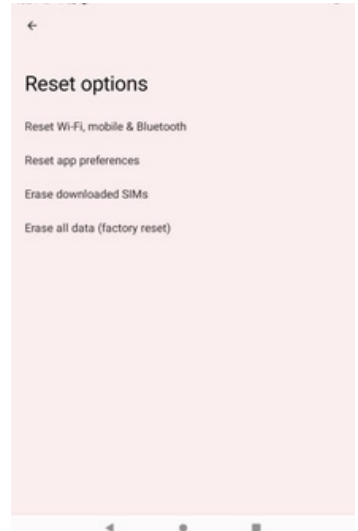 Reset options
Reset Wi-Fi, mobile & Bluetooth
Reset app preferences
Erase downloaded SIMs
Erase all data (factory reset)